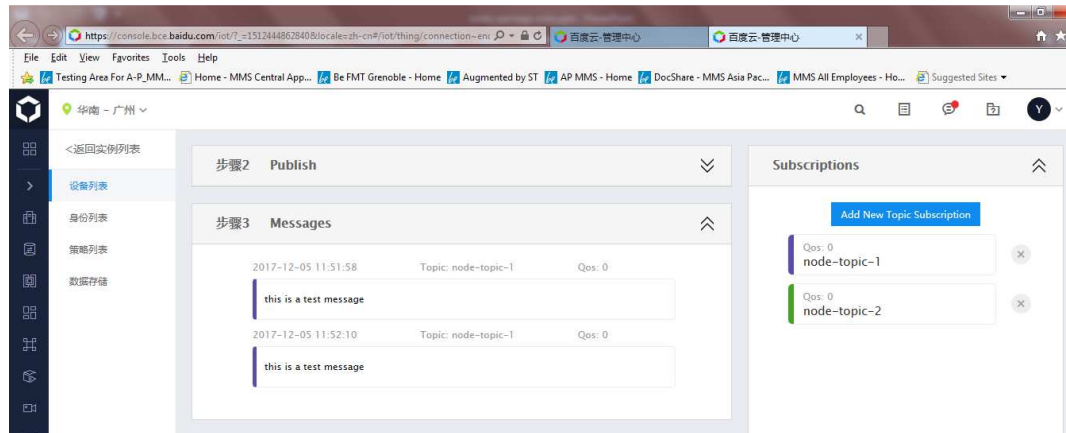 https://console.bce.baidu.com/iot/?_=1512444862840&locale=zh-cn#/iot/thing/connection~enc
百度云-管理中心
百度云-管理中心
File Edit View Favorites Tools Help
Testing Area For A-P_MM...
Home - MMS Central App...
Be FMT Grenoble - Home
Augmented by ST
AP MMS - Home
DocShare - MMS Asia Pac...
MMS All Employees - Ho...
Suggested Sites
华南 - 广州
Y
<返回实例列表
设备列表
身份列表
策略列表
数据存储
步骤2 Publish
步骤3 Messages
2017-12-05 11:51:58 Topic: node-topic-1 Qos: 0
this is a test message
2017-12-05 11:52:10 Topic: node-topic-1 Qos: 0
this is a test message
Subscriptions
Add New Topic Subscription
Qos: 0
node-topic-1
Qos: 0
node-topic-2